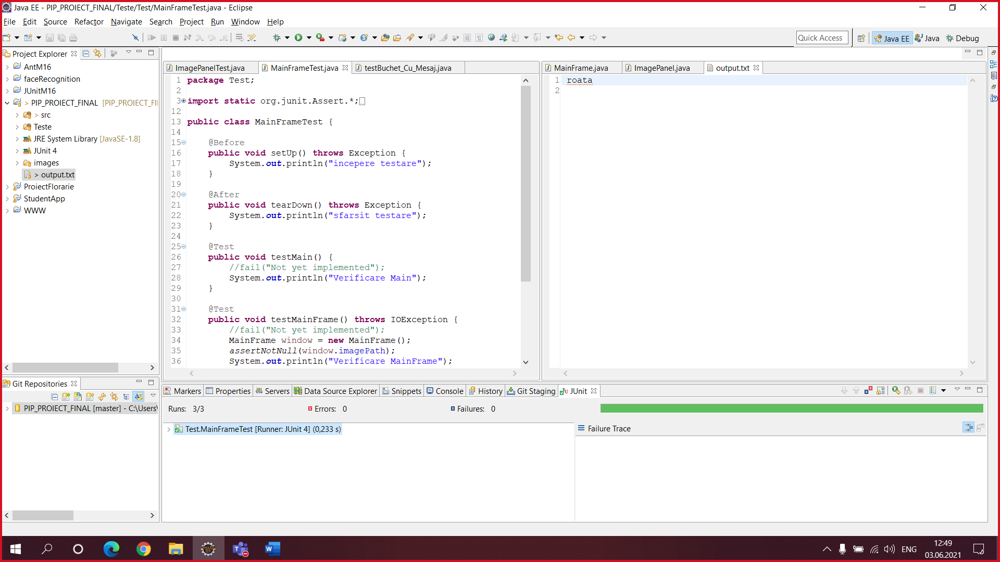 Java EE - PIP_PROIECT_FINAL/Teste/Test/MainFrameTest.java - Eclipse
File Edit Source Refactor Navigate Search Project Run Window Help
Quick Access
Java EE
Java
Debug
Project Explorer
AntM16
faceRecognition
JUnitM16
> PIP_PROIECT_FINAL [PIP_PROIECT_FI
> src
Teste
JRE System Library [JavaSE-1.8]
JUnit 4
images
> output.txt
ProiectFlorarie
StudentApp
WWW
Git Repositories
PIP_PROIECT_FINAL [master] - C:\Users\
ImagePanelTest.java
MainFrameTest.java
testBuchet_Cu_Mesaj.java
1 package Test;
2
3 import static org.junit.Assert.*;
12
13 public class MainFrameTest {
14
15 @Before
16 public void setUp() throws Exception {
17 System.out.println("incepere testare");
18 }
19
20 @After
21 public void tearDown() throws Exception {
22 System.out.println("sfarsit testare");
23 }
24
25 @Test
26 public void testMain() {
27 //fail("Not yet implemented");
28 System.out.println("Verificare Main");
29 }
30
31 @Test
32 public void testMainFrame() throws IOException {
33 //fail("Not yet implemented");
34 MainFrame window = new MainFrame();
35 assertNotNull(window.imagePath);
36 System.out.println("Verificare MainFrame");
MainFrame.java
ImagePanel.java
output.txt
1 roata
2
Markers
Properties
Servers
Data Source Explorer
Snippets
Console
History
Git Staging
JUnit
Runs: 3/3
Errors: 0
Failures: 0
Test.MainFrameTest [Runner: JUnit 4] (0,233 s)
Failure Trace
ENG
12:49
03.06.2021